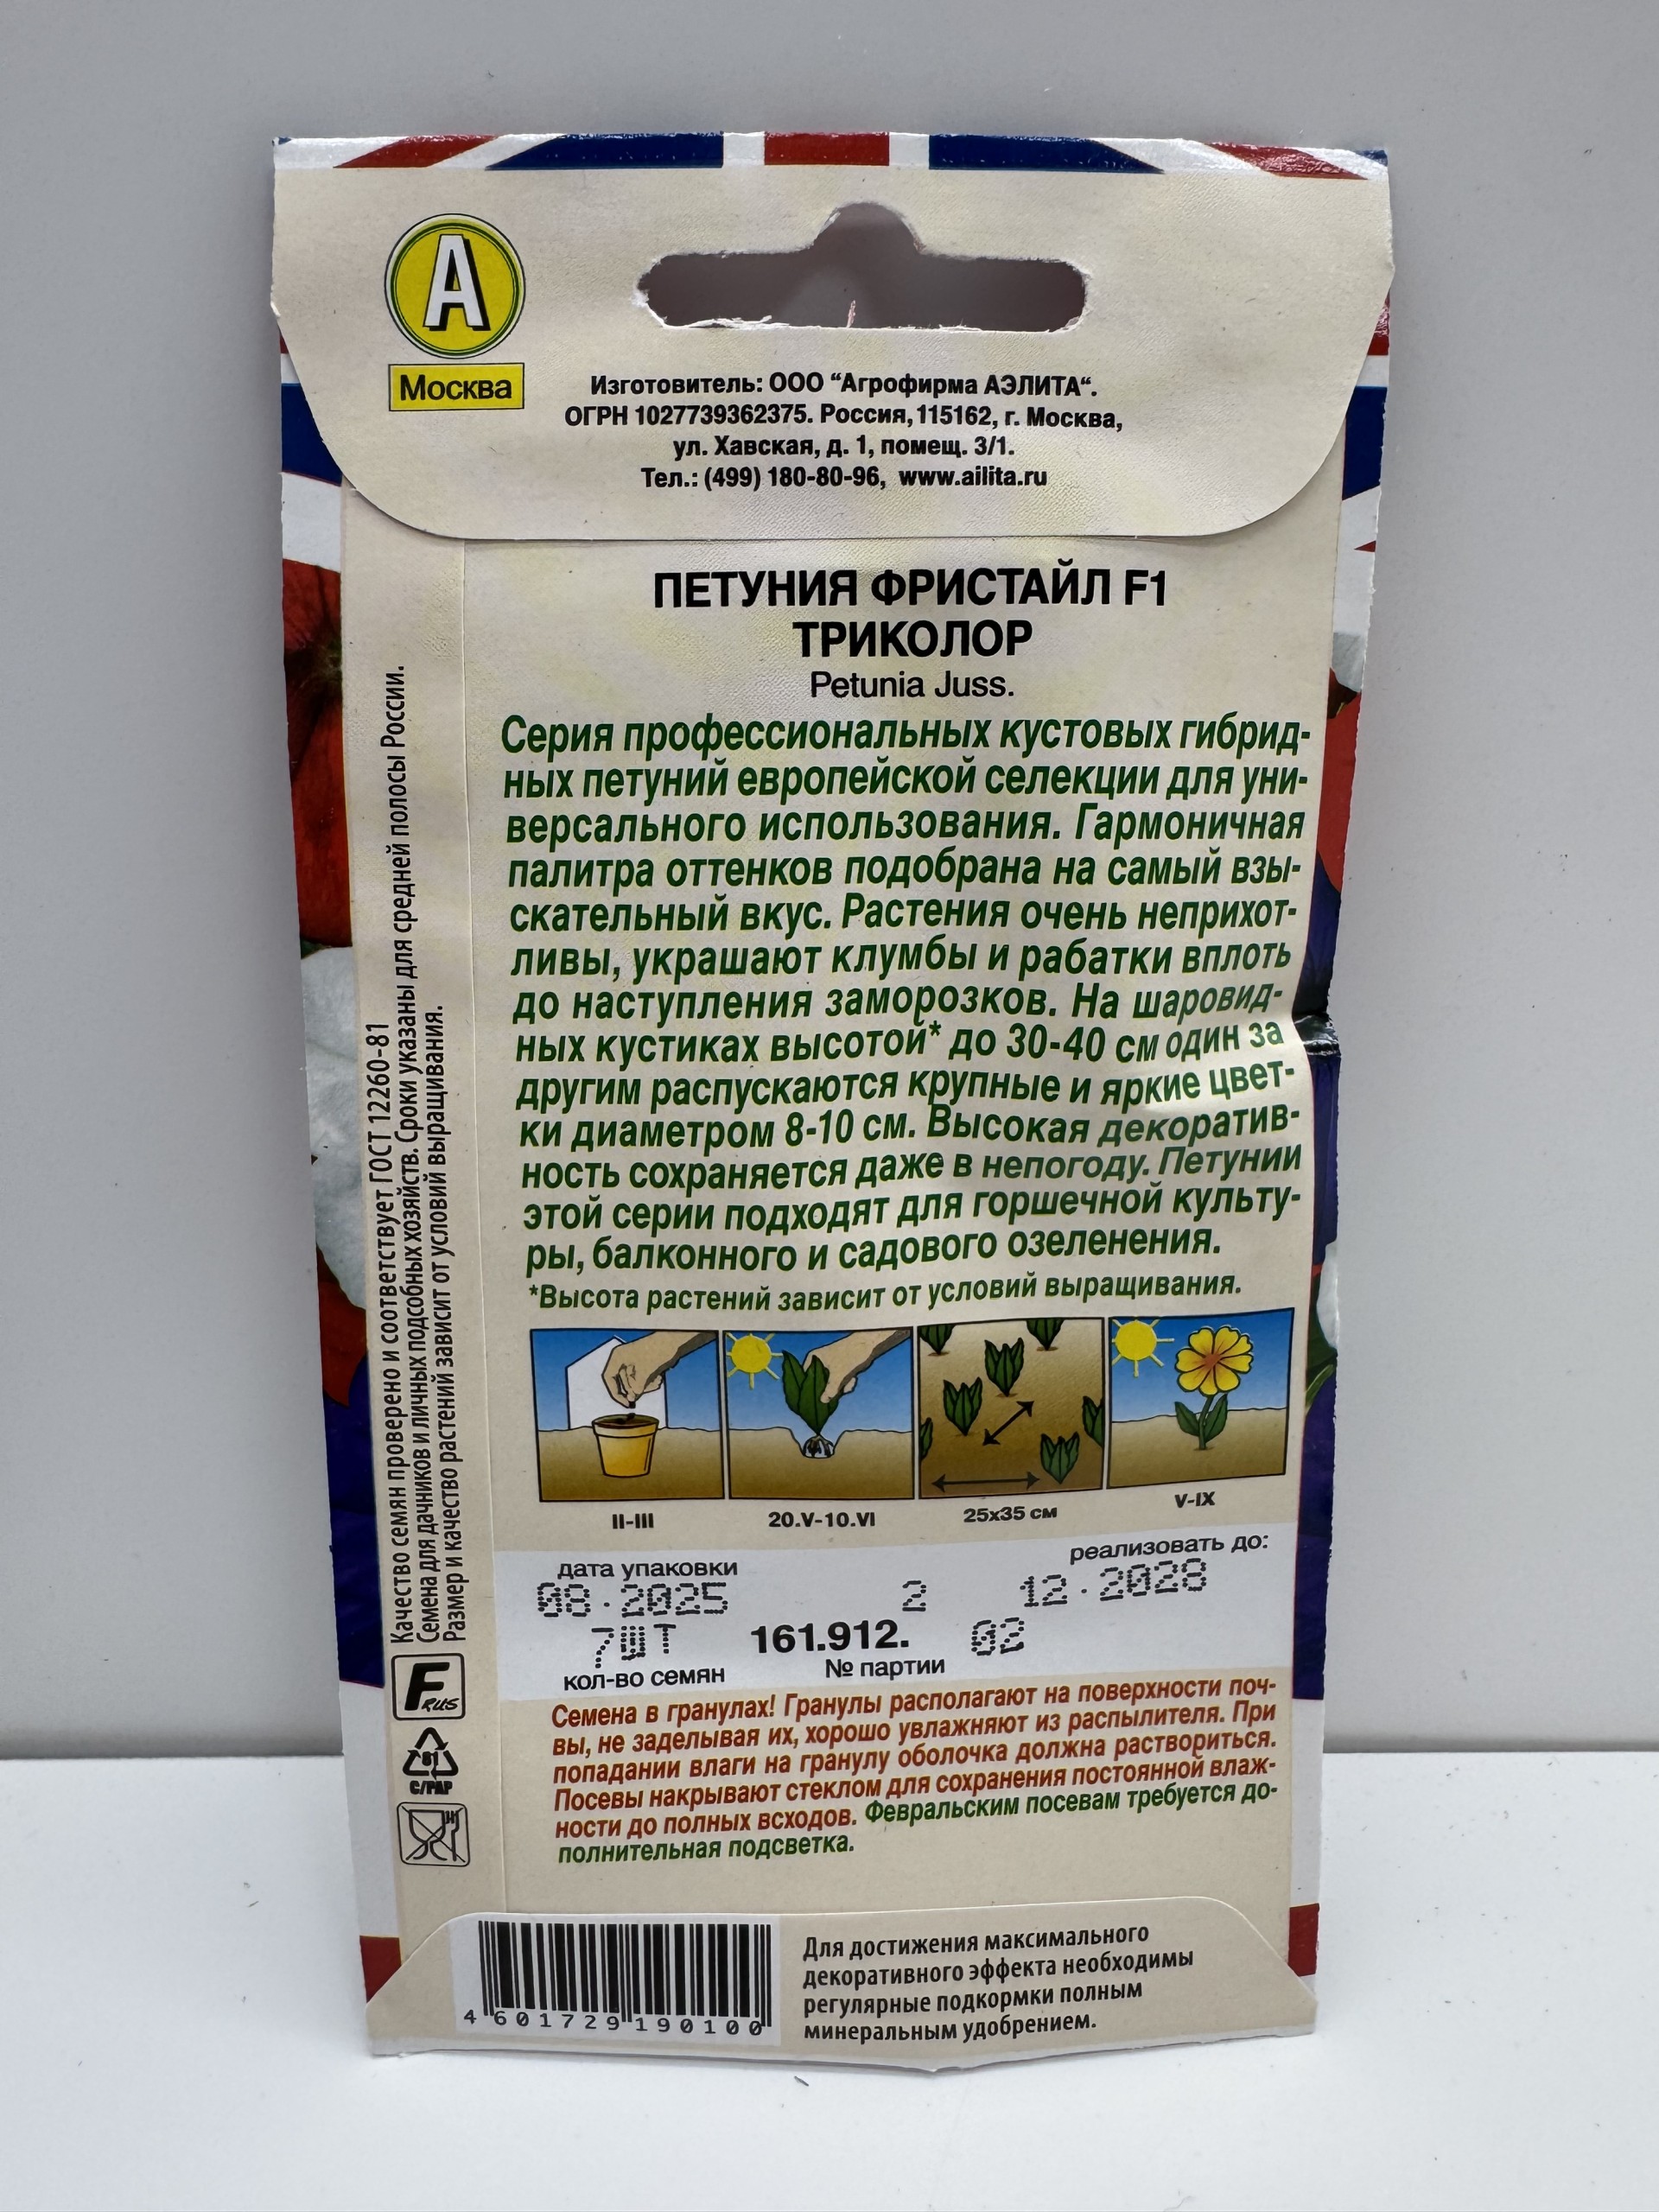 А
Москва
Изготовитель: ООО “Агрофирма АЭЛИТА“.
ОГРН 1027739362375. Россия, 115162, г. Москва,
ул. Хавская, д. 1, помещ. 3/1.
Тел.: (499) 180-80-96, www.ailita.ru
ПЕТУНИЯ ФРИСТАЙЛ F1
ТРИКОЛОР
Petunia Juss.
Серия профессиональных кустовых гибрид-
ных петуний европейской селекции для уни-
версального использования. Гармоничная
палитра оттенков подобрана на самый взы-
скательный вкус. Растения очень неприхот-
ливы, украшают клумбы и рабатки вплоть
до наступления заморозков. На шаровид-
ных кустиках высотой* до 30-40 см один за
другим распускаются крупные и яркие цвет-
ки диаметром 8-10 см. Высокая декоратив-
ность сохраняется даже в непогоду. Петунии
этой серии подходят для горшечной культу-
ры, балконного и садового озеленения.
*Высота растений зависит от условий выращивания.
II-III
20.V-10.VI
25х35 см
V-IX
дата упаковки
реализовать до:
08.2025 2 12.2028
7ШТ 161.912. 02
кол-во семян
№ партии
Семена в гранулах! Гранулы располагают на поверхности поч-
вы, не заделывая их, хорошо увлажняют из распылителя. При
попадании влаги на гранулу оболочка должна раствориться.
Посевы накрывают стеклом для сохранения постоянной влаж-
ности до полных всходов. Февральским посевам требуется до-
полнительная подсветка.
Качество семян проверено и соответствует ГОСТ 12260-81
Семена для дачников и личных подсобных хозяйств. Сроки указаны для средней полосы России.
Размер и качество растений зависит от условий выращивания.
F RUS
81
C/PAP
4 601729 190100
Для достижения максимального
декоративного эффекта необходимы
регулярные подкормки полным
минеральным удобрением.